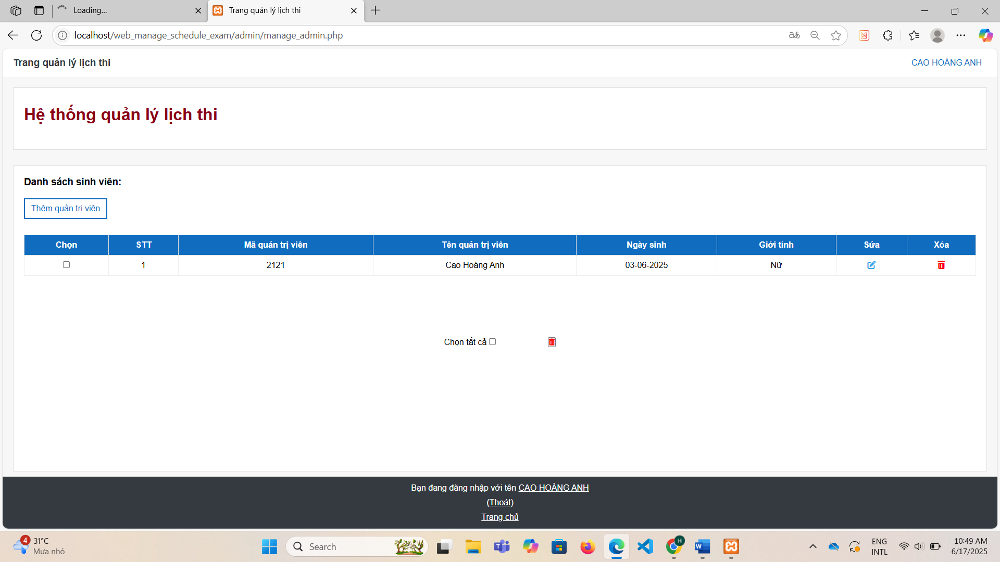 Loading...
Trang quản lý lịch thi
localhost/web_manage_schedule_exam/admin/manage_admin.php
Trang quản lý lịch thi
CAO HOÀNG ANH
Hệ thống quản lý lịch thi
Danh sách sinh viên:
Thêm quản trị viên
Chọn STT Mã quản trị viên Tên quản trị viên Ngày sinh Giới tính Sửa Xóa
1 2121 Cao Hoàng Anh 03-06-2025 Nữ
Chọn tất cả
Bạn đang đăng nhập với tên CAO HOÀNG ANH
(Thoát)
Trang chủ
4
31°C
Mưa nhỏ
Search
H
ENG
INTL
10:49 AM
6/17/2025